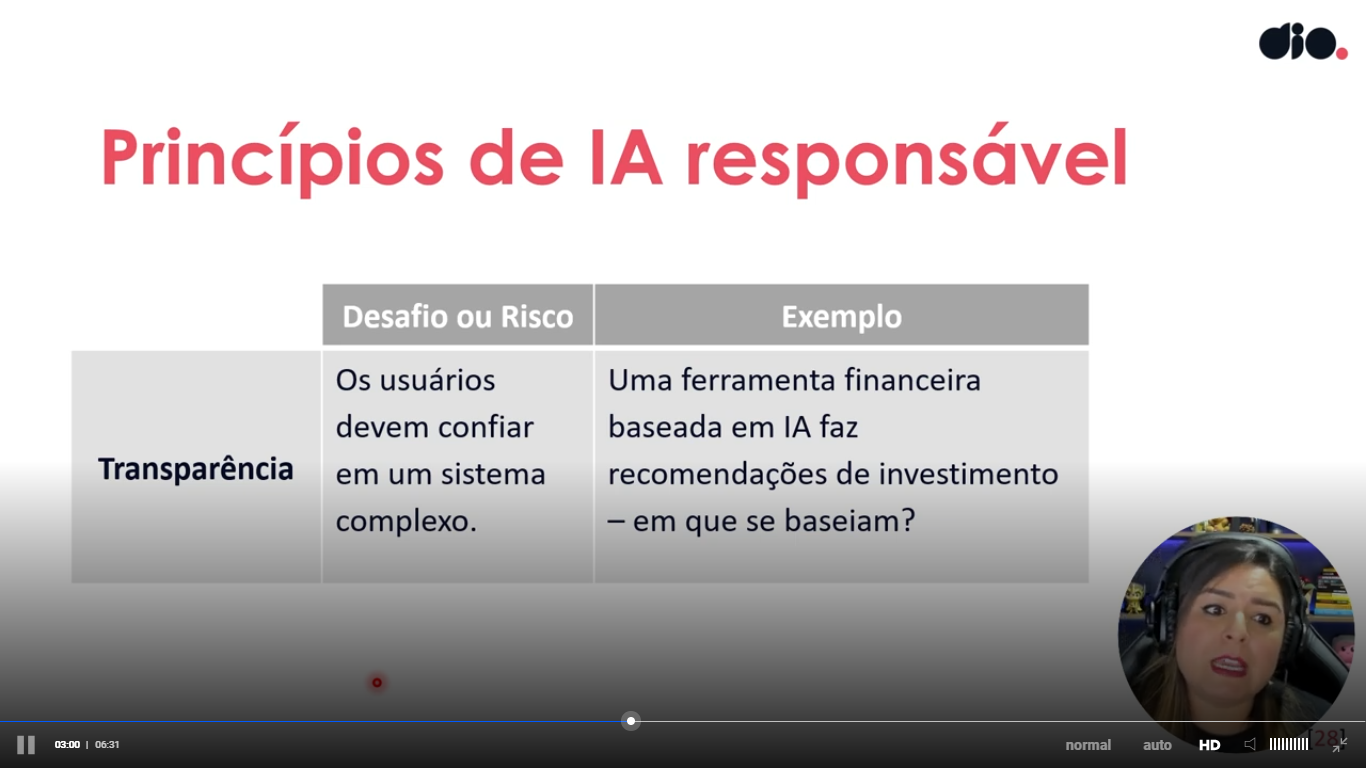 dio.
Princípios de IA responsável
Desafio ou Risco
Exemplo
Transparência
Os usuários
devem confiar
em um sistema
complexo.
Uma ferramenta financeira
baseada em IA faz
recomendações de investimento
– em que se baseiam?
03:00 | 06:31
normal
auto
HD
[28]